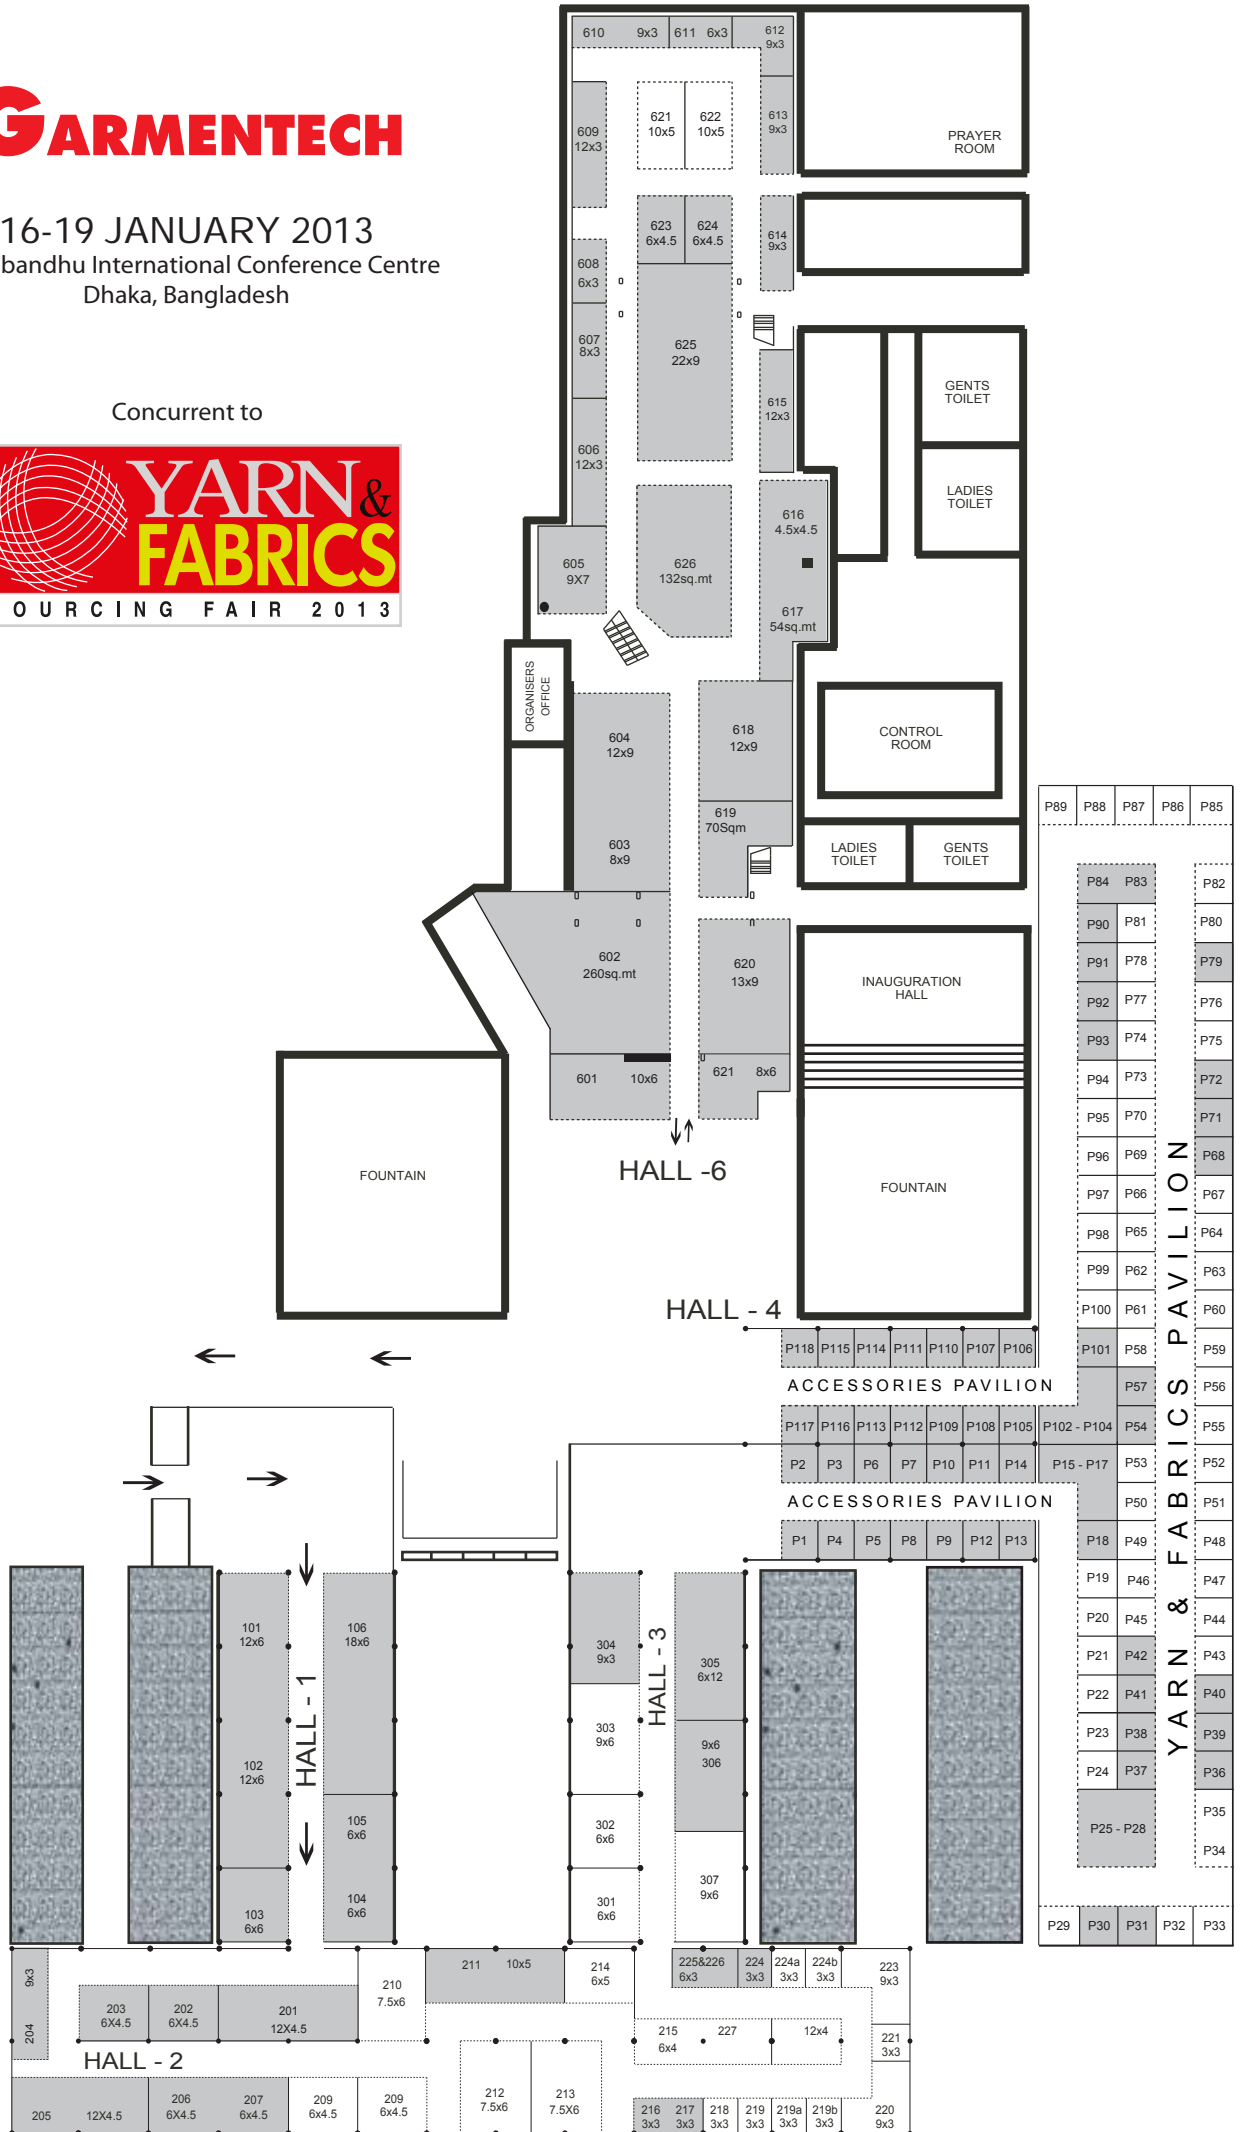 GARMENTECH
16-19 JANUARY 2013
bandhu International Conference Centre
Dhaka, Bangladesh
Concurrent to
YARN &
FABRICS
OURCING FAIR 2013
610 9x3
611 6x3
612
9x3
609
12x3
621
10x5
622
10x5
613
9x3
PRAYER
ROOM
623
6x4.5
624
6x4.5
614
9x3
608
6x3
607
8x3
625
22x9
615
12x3
GENTS
TOILET
606
12x3
LADIES
TOILET
616
4.5x4.5
605
9X7
626
132sq.mt
617
54sq.mt
ORGANISERS
OFFICE
604
12x9
618
12x9
CONTROL
ROOM
603
8x9
619
70Sqm
LADIES
TOILET
GENTS
TOILET
602
260sq.mt
620
13x9
INAUGURATION
HALL
601 10x6
621 8x6
HALL -6
FOUNTAIN
FOUNTAIN
HALL - 4
P89 P88 P87 P86 P85
P84 P83 P82
P90 P81 P80
P91 P78 P79
P92 P77 P76
P93 P74 P75
P94 P73 P72
P95 P70 P71
P96 P69 P68
P97 P66 P67
P98 P65 P64
P99 P62 P63
P100 P61 P60
P101 P58 P59
P57 P56
P102 - P104 P54 P55
P15 - P17 P53 P52
P50 P51
P18 P49 P48
P19 P46 P47
P20 P45 P44
P21 P42 P43
P22 P41 P40
P23 P38 P39
P24 P37 P36
P25 - P28 P35
P34
P29 P30 P31 P32 P33
YARN & FABRICS PAVILION
P118 P115 P114 P111 P110 P107 P106
ACCESSORIES PAVILION
P117 P116 P113 P112 P109 P108 P105
P2 P3 P6 P7 P10 P11 P14
ACCESSORIES PAVILION
P1 P4 P5 P8 P9 P12 P13
101
12x6
106
18x6
HALL - 1
102
12x6
105
6x6
103
6x6
104
6x6
304
9x3
HALL - 3
305
6x12
303
9x6
9x6
306
302
6x6
301
6x6
307
9x6
9x3
204
203
6X4.5
202
6X4.5
201
12X4.5
210
7.5x6
211 10x5
214
6x5
225&226
6x3
224
3x3
224a
3x3
224b
3x3
223
9x3
HALL - 2
215
6x4
227 12x4
221
3x3
205 12X4.5
206
6X4.5
207
6x4.5
209
6x4.5
209
6x4.5
212
7.5x6
213
7.5X6
216
3x3
217
3x3
218
3x3
219
3x3
219a
3x3
219b
3x3
220
9x3